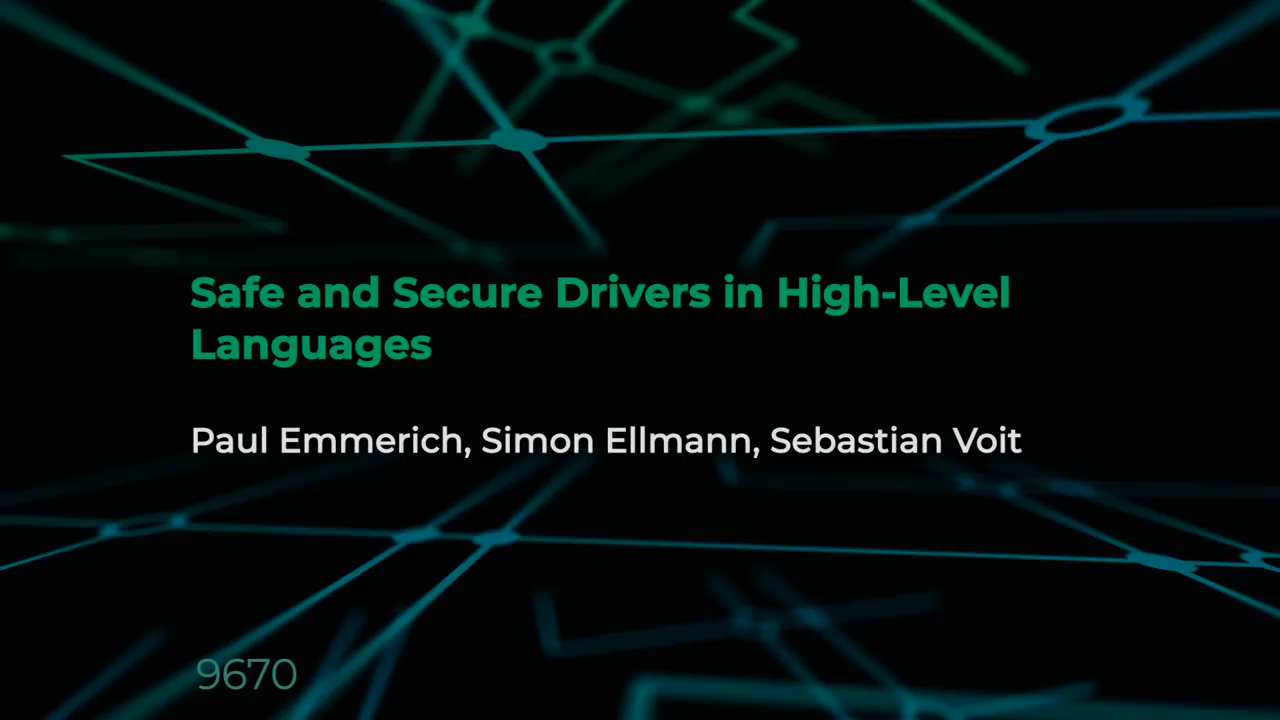 Safe and Secure Drivers in High-Level
Languages
Paul Emmerich, Simon Ellmann, Sebastian Voit
9670